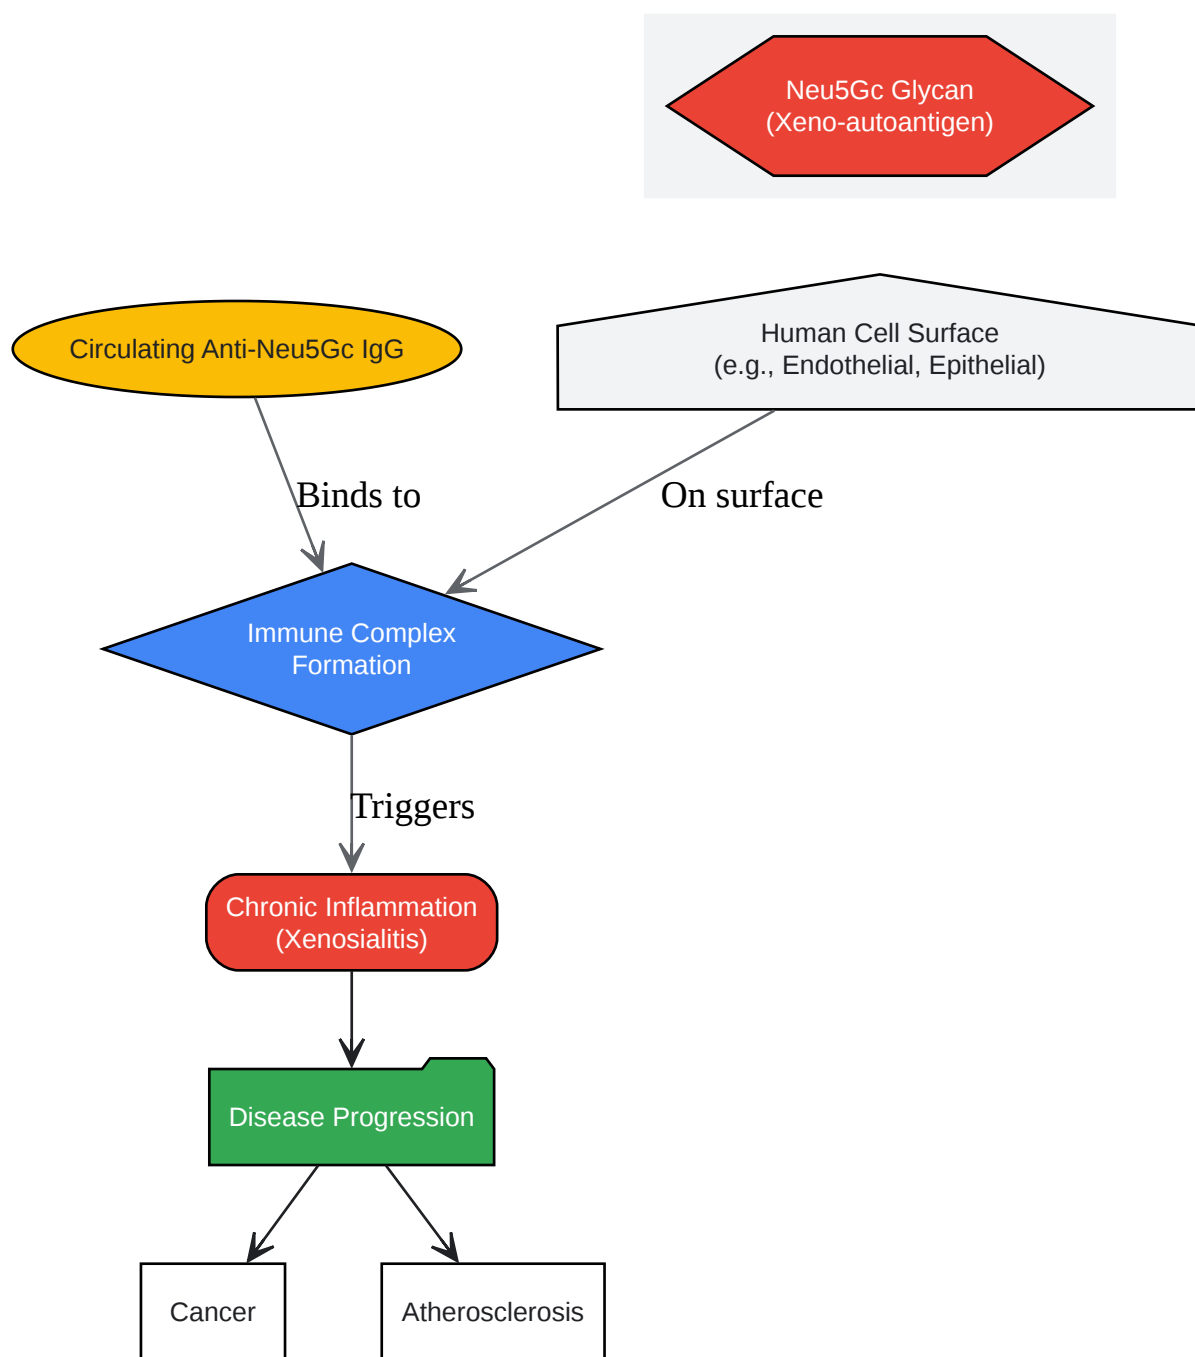 Neu5Gc Glycan
(Xeno-autoantigen)
Circulating Anti-Neu5Gc IgG
Human Cell Surface
(e.g., Endothelial, Epithelial)
Binds to
On surface
Immune Complex
Formation
Triggers
Chronic Inflammation
(Xenosialitis)
Disease Progression
Cancer
Atherosclerosis